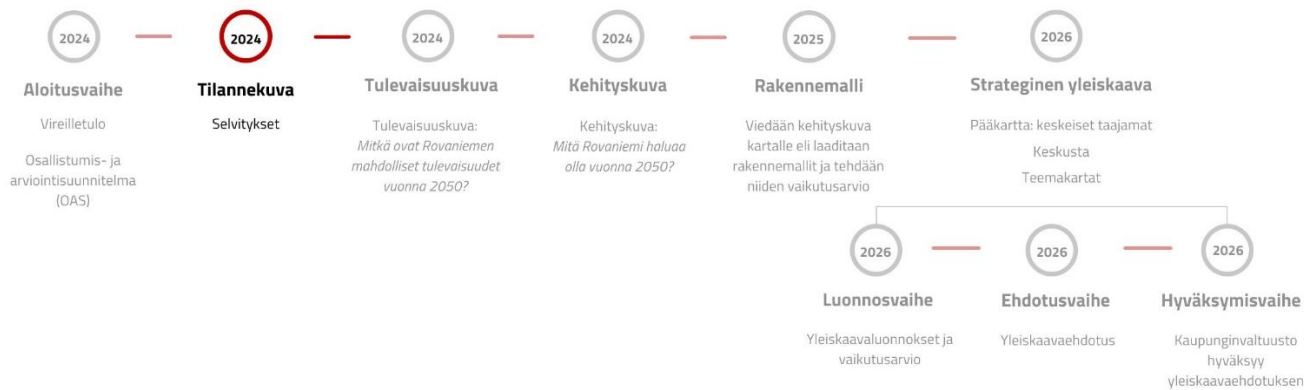 2024
Aloitusvaihe
Vireilletulo
Osallistumis- ja
arviointisuunnitelma
(OAS)
2024
Tilannekuva
Selvitykset
2024
Tulevaisuuskuva
Tulevaisuuskuva:
Mitkä ovat Rovaniemen
mahdolliset tulevaisuudet
vuonna 2050?
2024
Kehityskuva
Kehityskuva:
Mitä Rovaniemi haluaa
olla vuonna 2050?
2025
Rakennemalli
Viedään kehityskuva
kartalle eli laaditaan
rakennemallit ja tehdään
niiden vaikutusarvio
2026
Strateginen yleiskaava
Pääkartta: keskeiset taajamat
Keskusta
Teemakartat
2026
Luonnosvaihe
Yleiskaavaluonnokset ja
vaikutusarvio
2026
Ehdotusvaihe
Yleiskaavaehdotus
2026
Hyväksymisvaihe
Kaupunginvaltuusto
hyväksyy
yleiskaavaehdotuksen